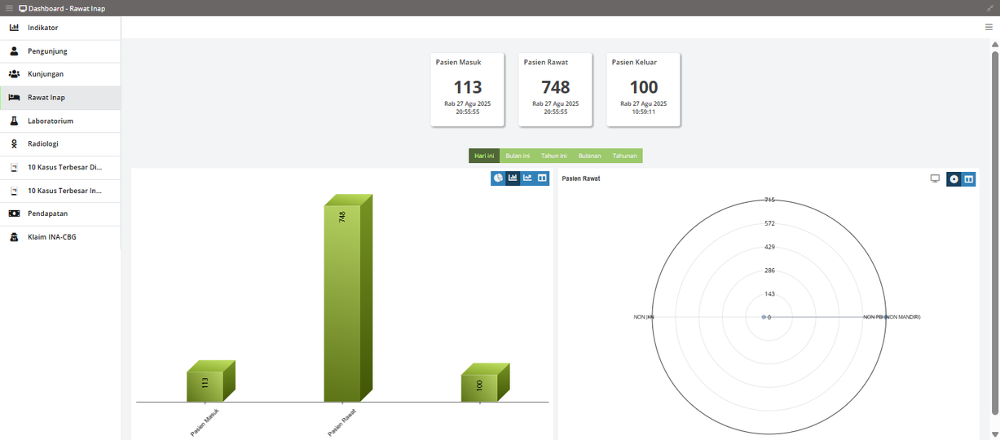 Dashboard - Rawat Inap
Indikator
Pengunjung
Kunjungan
Rawat Inap
Laboratorium
Radiologi
10 Kasus Terbesar Di...
10 Kasus Terbesar In...
Pendapatan
Klaim INA-CBG
Pasien Masuk
113
Rab 27 Agu 2025
20:55:55
Pasien Rawat
748
Rab 27 Agu 2025
20:55:55
Pasien Keluar
100
Rab 27 Agu 2025
10:59:11
Hari ini
Bulan ini
Tahun ini
Bulanan
Tahunan
113
748
100
Pasien Masuk
Pasien Rawat
Pasien Rawat
715
572
429
286
143
0
NON JKN
NON PBI (NON MANDIRI)